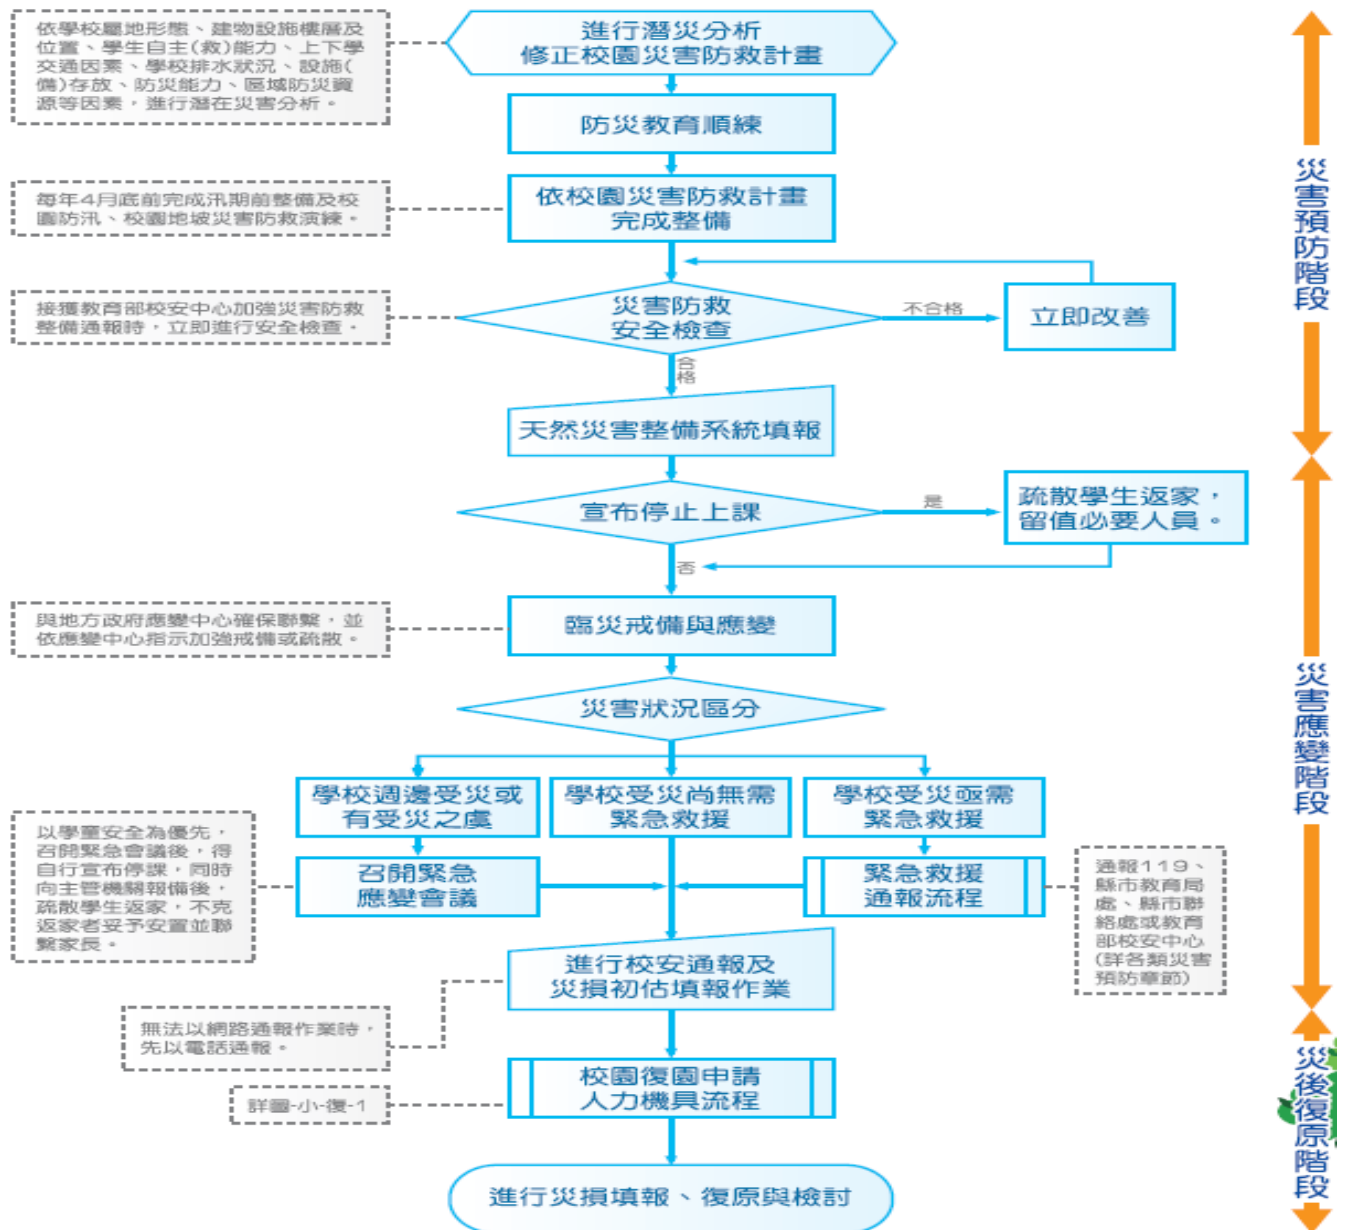 依學校屬地形態、建物設施樓層及
位置、學生自主(救)能力、上下學
交通因素、學校排水狀況、設施(
備)存放、防災能力、區域防災資
源等因素，進行潛在災害分析。
進行潛災分析
修正校園災害防救計畫
防災教育順練
每年4月底前完成汛期前整備及校
園防汛、校園地坡災害防救演練。
依校園災害防救計畫
完成整備
接獲教育部校安中心加強災害防救
整備通報時，立即進行安全檢查。
災害防救
安全檢查
不合格
立即改善
合
格
天然災害整備系統填報
宣布停止上課
是
疏散學生返家，
留值必要人員。
否
與地方政府應變中心確保聯繫，並
依應變中心指示加強戒備或疏散。
臨災戒備與應變
災害狀況區分
學校週邊受災或
有受災之虞
學校受災尚無需
緊急救援
學校受災亟需
緊急救援
以學童安全為優先，
召開緊急會議後，得
自行宣布停課，同時
向主管機關報備後，
疏散學生返家，不克
返家者妥予安置並聯
繫家長。
召開緊急
應變會議
緊急救援
通報流程
通報119、
縣市教育局
處、縣市聯
絡處或教育
部校安中心
(詳各類災害
預防章節)
進行校安通報及
災損初估填報作業
無法以網路通報作業時，
先以電話通報。
校園復園申請
人力機具流程
詳圖-小-復-1
進行災損填報、復原與檢討
災害預防階段
災害應變階段
災後復原階段